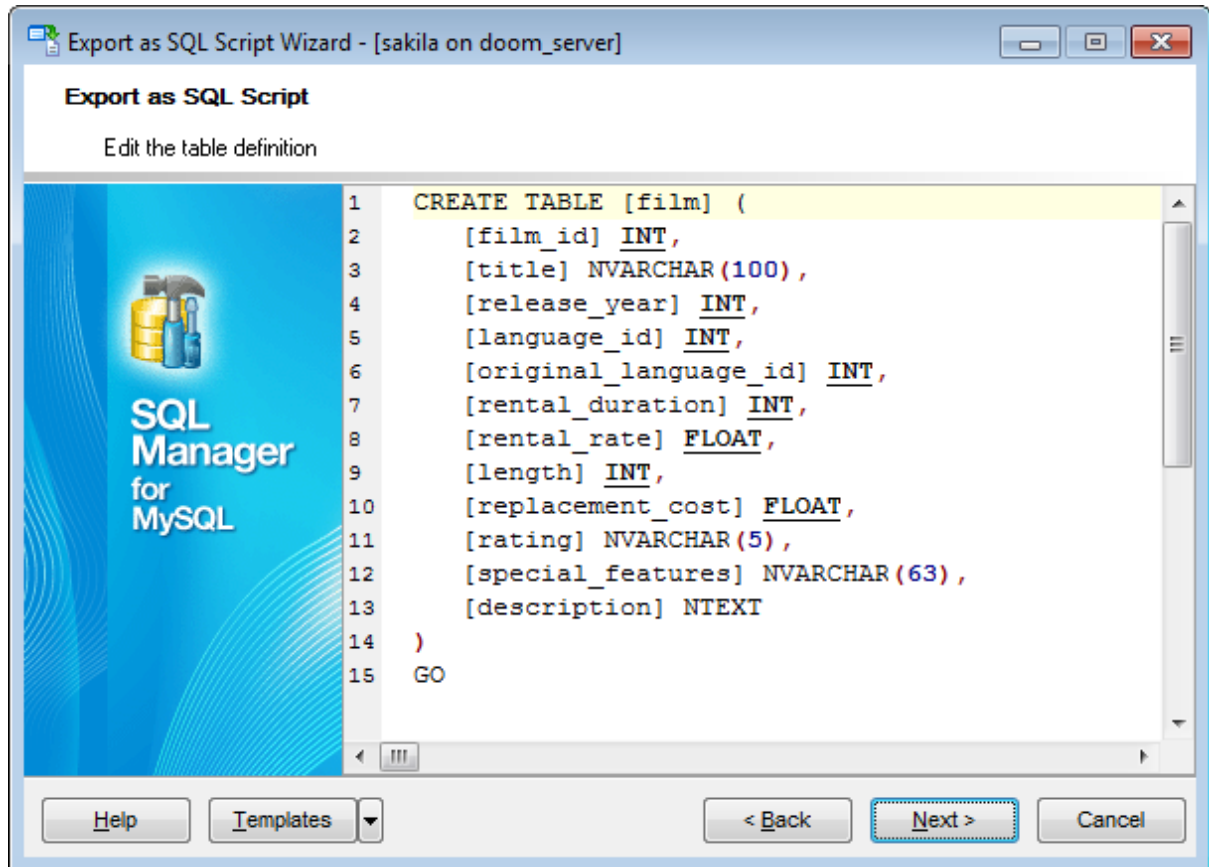 Export as SQL Script Wizard - [sakila on doom_server]
Export as SQL Script
Edit the table definition
SQL
Manager
for
MySQL
1 CREATE TABLE [film] (
2 [film_id] INT,
3 [title] NVARCHAR(100),
4 [release_year] INT,
5 [language_id] INT,
6 [original_language_id] INT,
7 [rental_duration] INT,
8 [rental_rate] FLOAT,
9 [length] INT,
10 [replacement_cost] FLOAT,
11 [rating] NVARCHAR(5),
12 [special_features] NVARCHAR(63),
13 [description] NTEXT
14 )
15 GO
Help Templates < Back Next > Cancel